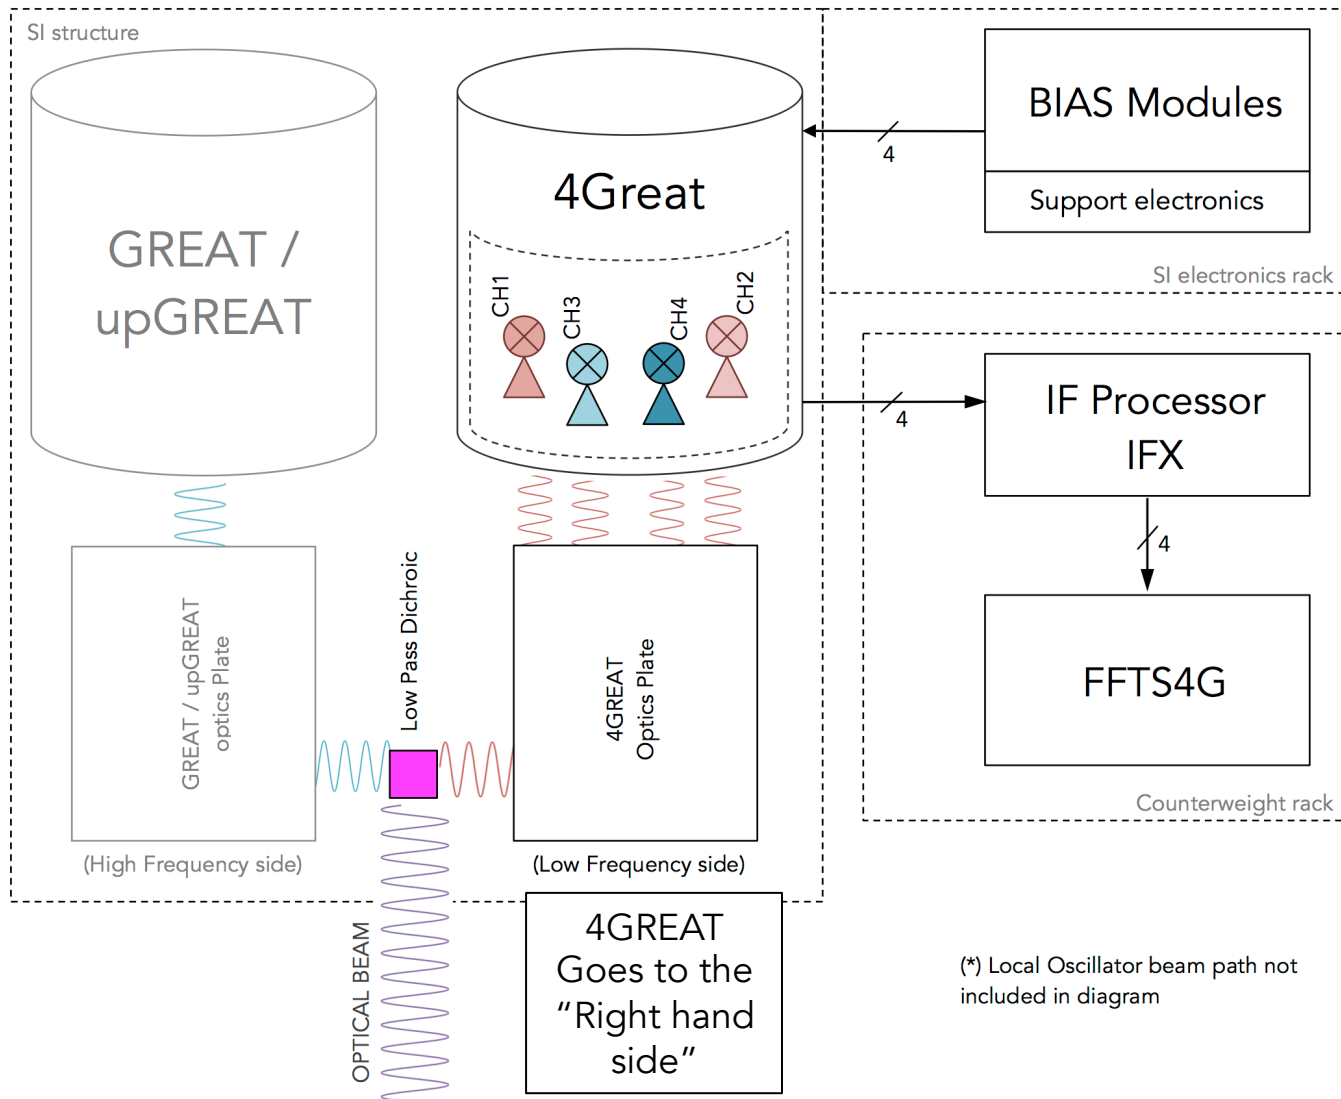 SI structure
GREAT /
upGREAT
4Great
CH1
CH3
CH4
CH2
4
BIAS Modules
Support electronics
SI electronics rack
4
IF Processor
IFX
4
FFTS4G
Counterweight rack
GREAT / upGREAT
optics Plate
(High Frequency side)
Low Pass Dichroic
4GREAT
Optics Plate
(Low Frequency side)
OPTICAL BEAM
4GREAT
Goes to the
“Right hand
side”
(*) Local Oscillator beam path not
included in diagram